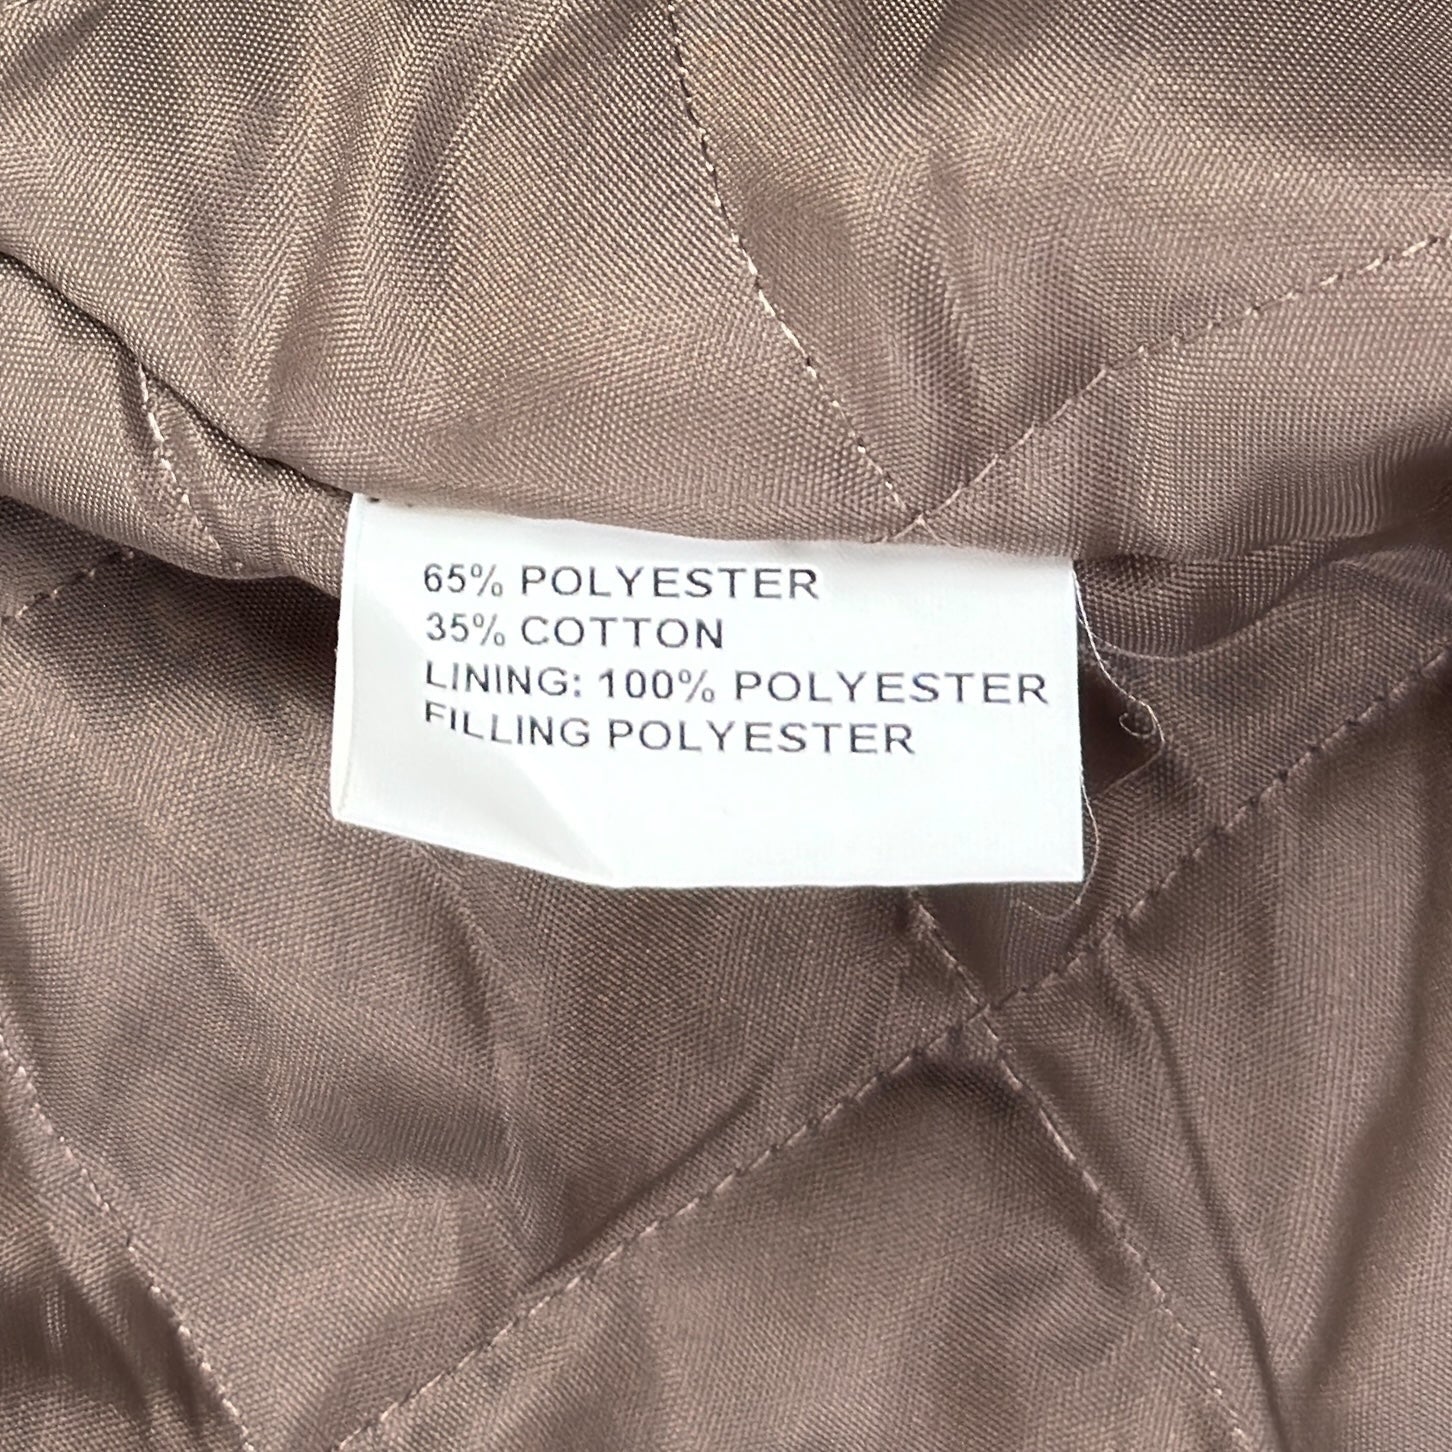 65% POLYESTER
35% COTTON
LINING: 100% POLYESTER
FILLING POLYESTER